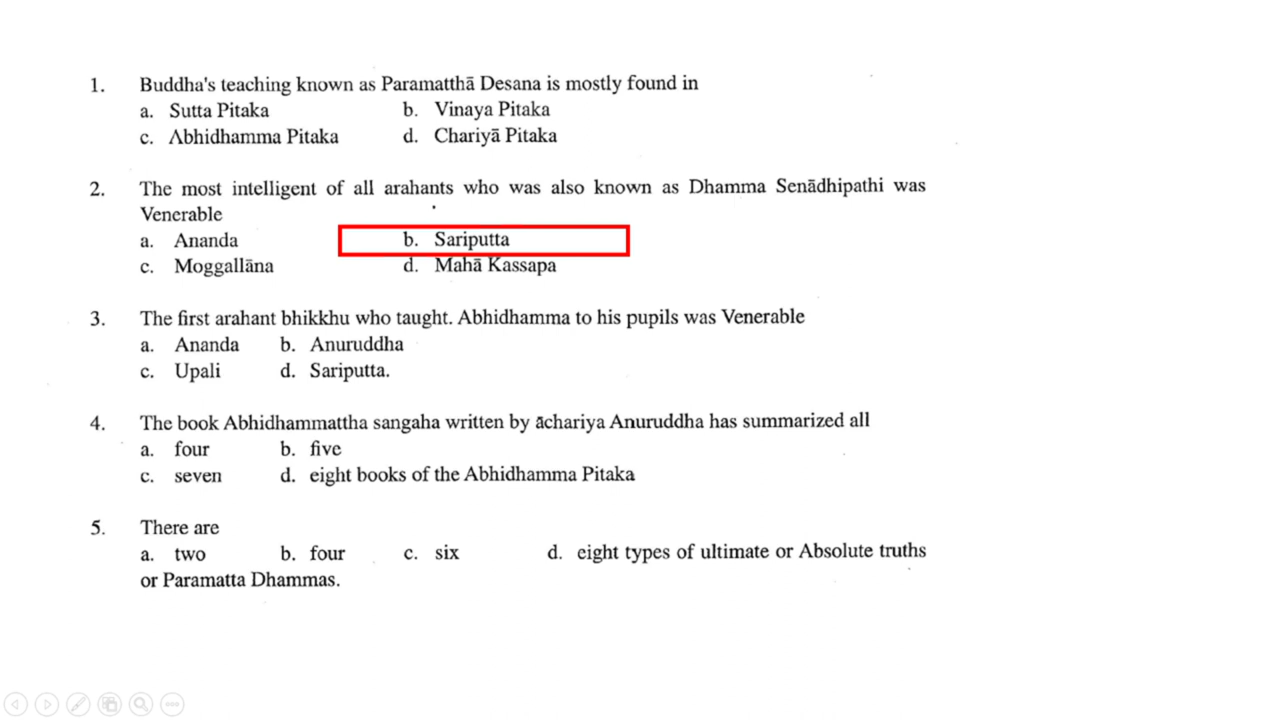 1. Buddha's teaching known as Paramatthā Desana is mostly found in
a. Sutta Pitaka b. Vinaya Pitaka
c. Abhidhamma Pitaka d. Chariyā Pitaka
2. The most intelligent of all arahants who was also known as Dhamma Senādhipathi was
Venerable
a. Ananda b. Sariputta
c. Moggallāna d. Mahā Kassapa
3. The first arahant bhikkhu who taught. Abhidhamma to his pupils was Venerable
a. Ananda b. Anuruddha
c. Upali d. Sariputta.
4. The book Abhidhammattha sangaha written by āchariya Anuruddha has summarized all
a. four b. five
c. seven d. eight books of the Abhidhamma Pitaka
5. There are
a. two b. four c. six d. eight types of ultimate or Absolute truths
or Paramatta Dhammas.